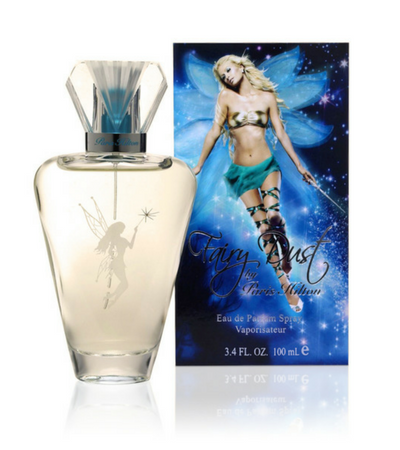 Fairy Dust
by
Paris Hilton
Eau de Parfum Spray
Vaporisateur
3.4 FL. OZ. 100 mL e